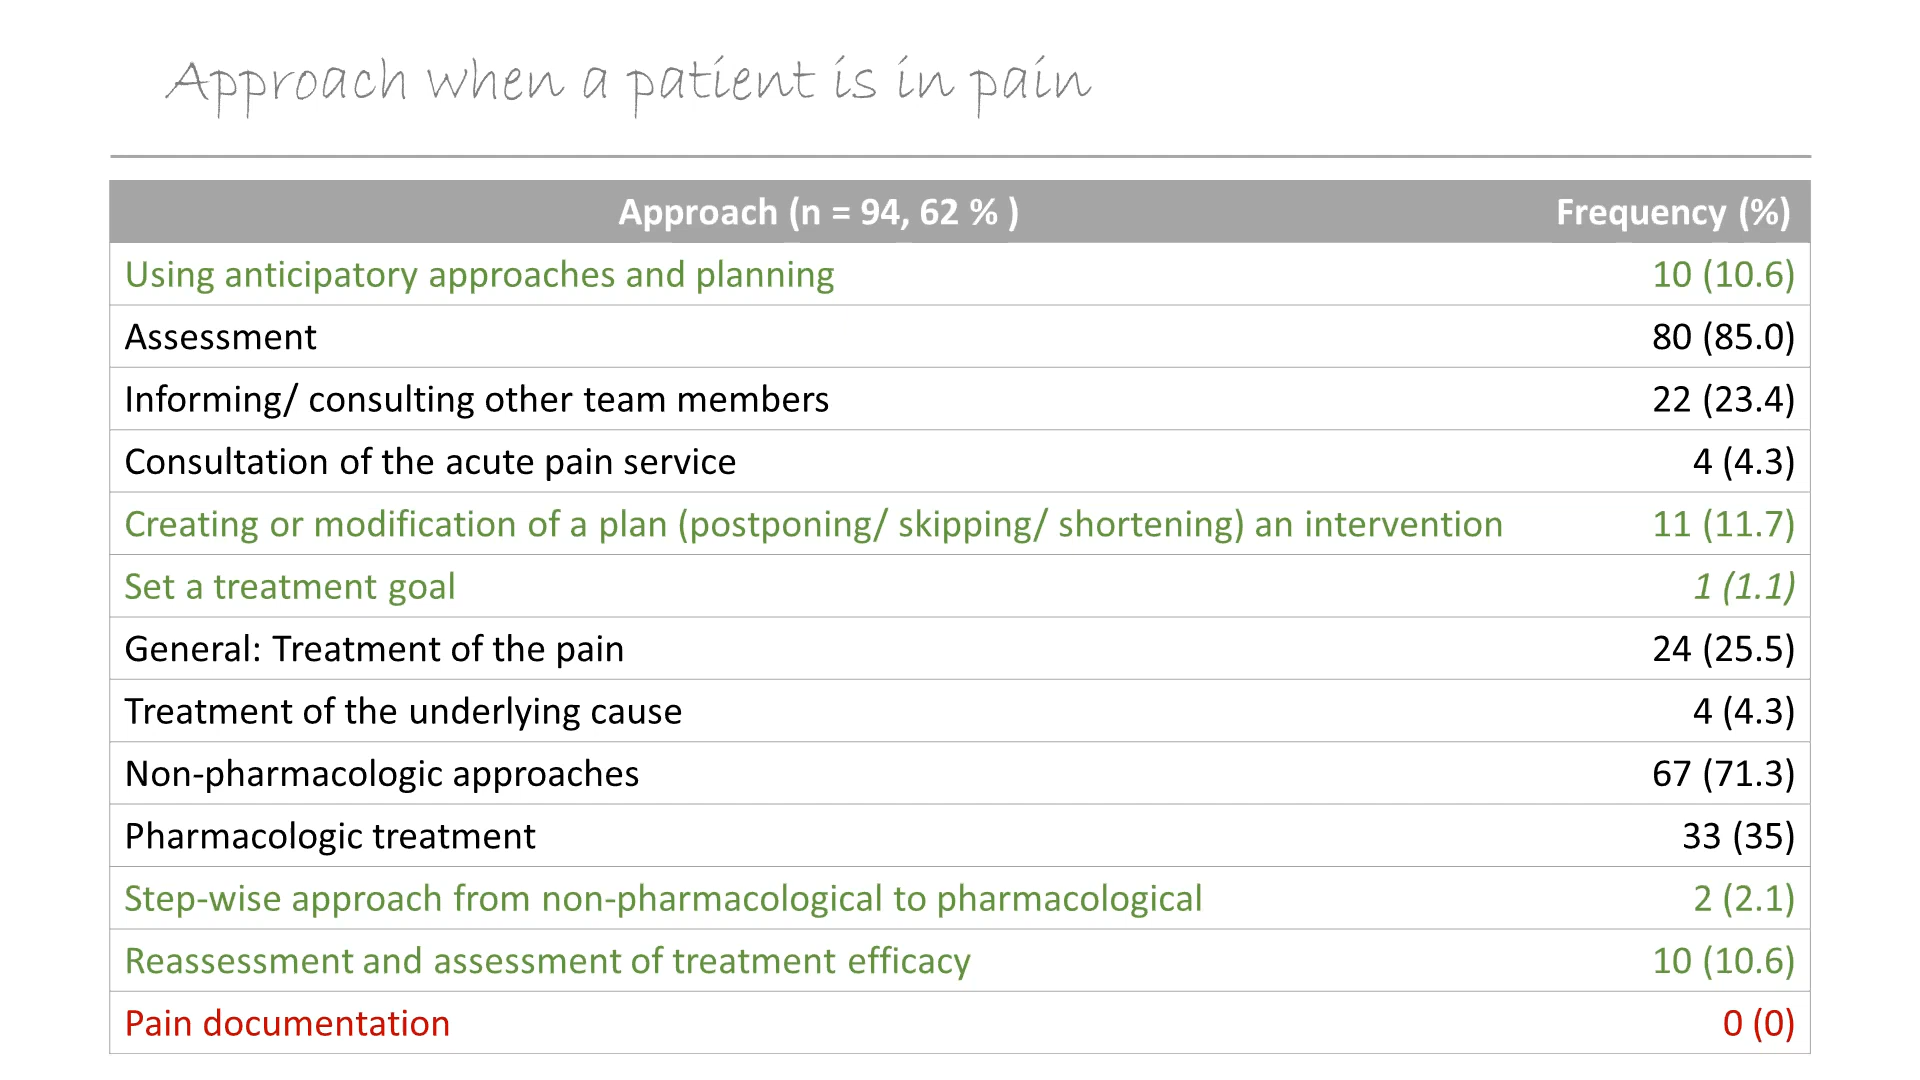 Approach when a patient is in pain
Approach (n = 94, 62 % ) Frequency (%)
Using anticipatory approaches and planning 10 (10.6)
Assessment 80 (85.0)
Informing/ consulting other team members 22 (23.4)
Consultation of the acute pain service 4 (4.3)
Creating or modification of a plan (postponing/ skipping/ shortening) an intervention 11 (11.7)
Set a treatment goal 1 (1.1)
General: Treatment of the pain 24 (25.5)
Treatment of the underlying cause 4 (4.3)
Non-pharmacologic approaches 67 (71.3)
Pharmacologic treatment 33 (35)
Step-wise approach from non-pharmacological to pharmacological 2 (2.1)
Reassessment and assessment of treatment efficacy 10 (10.6)
Pain documentation 0 (0)